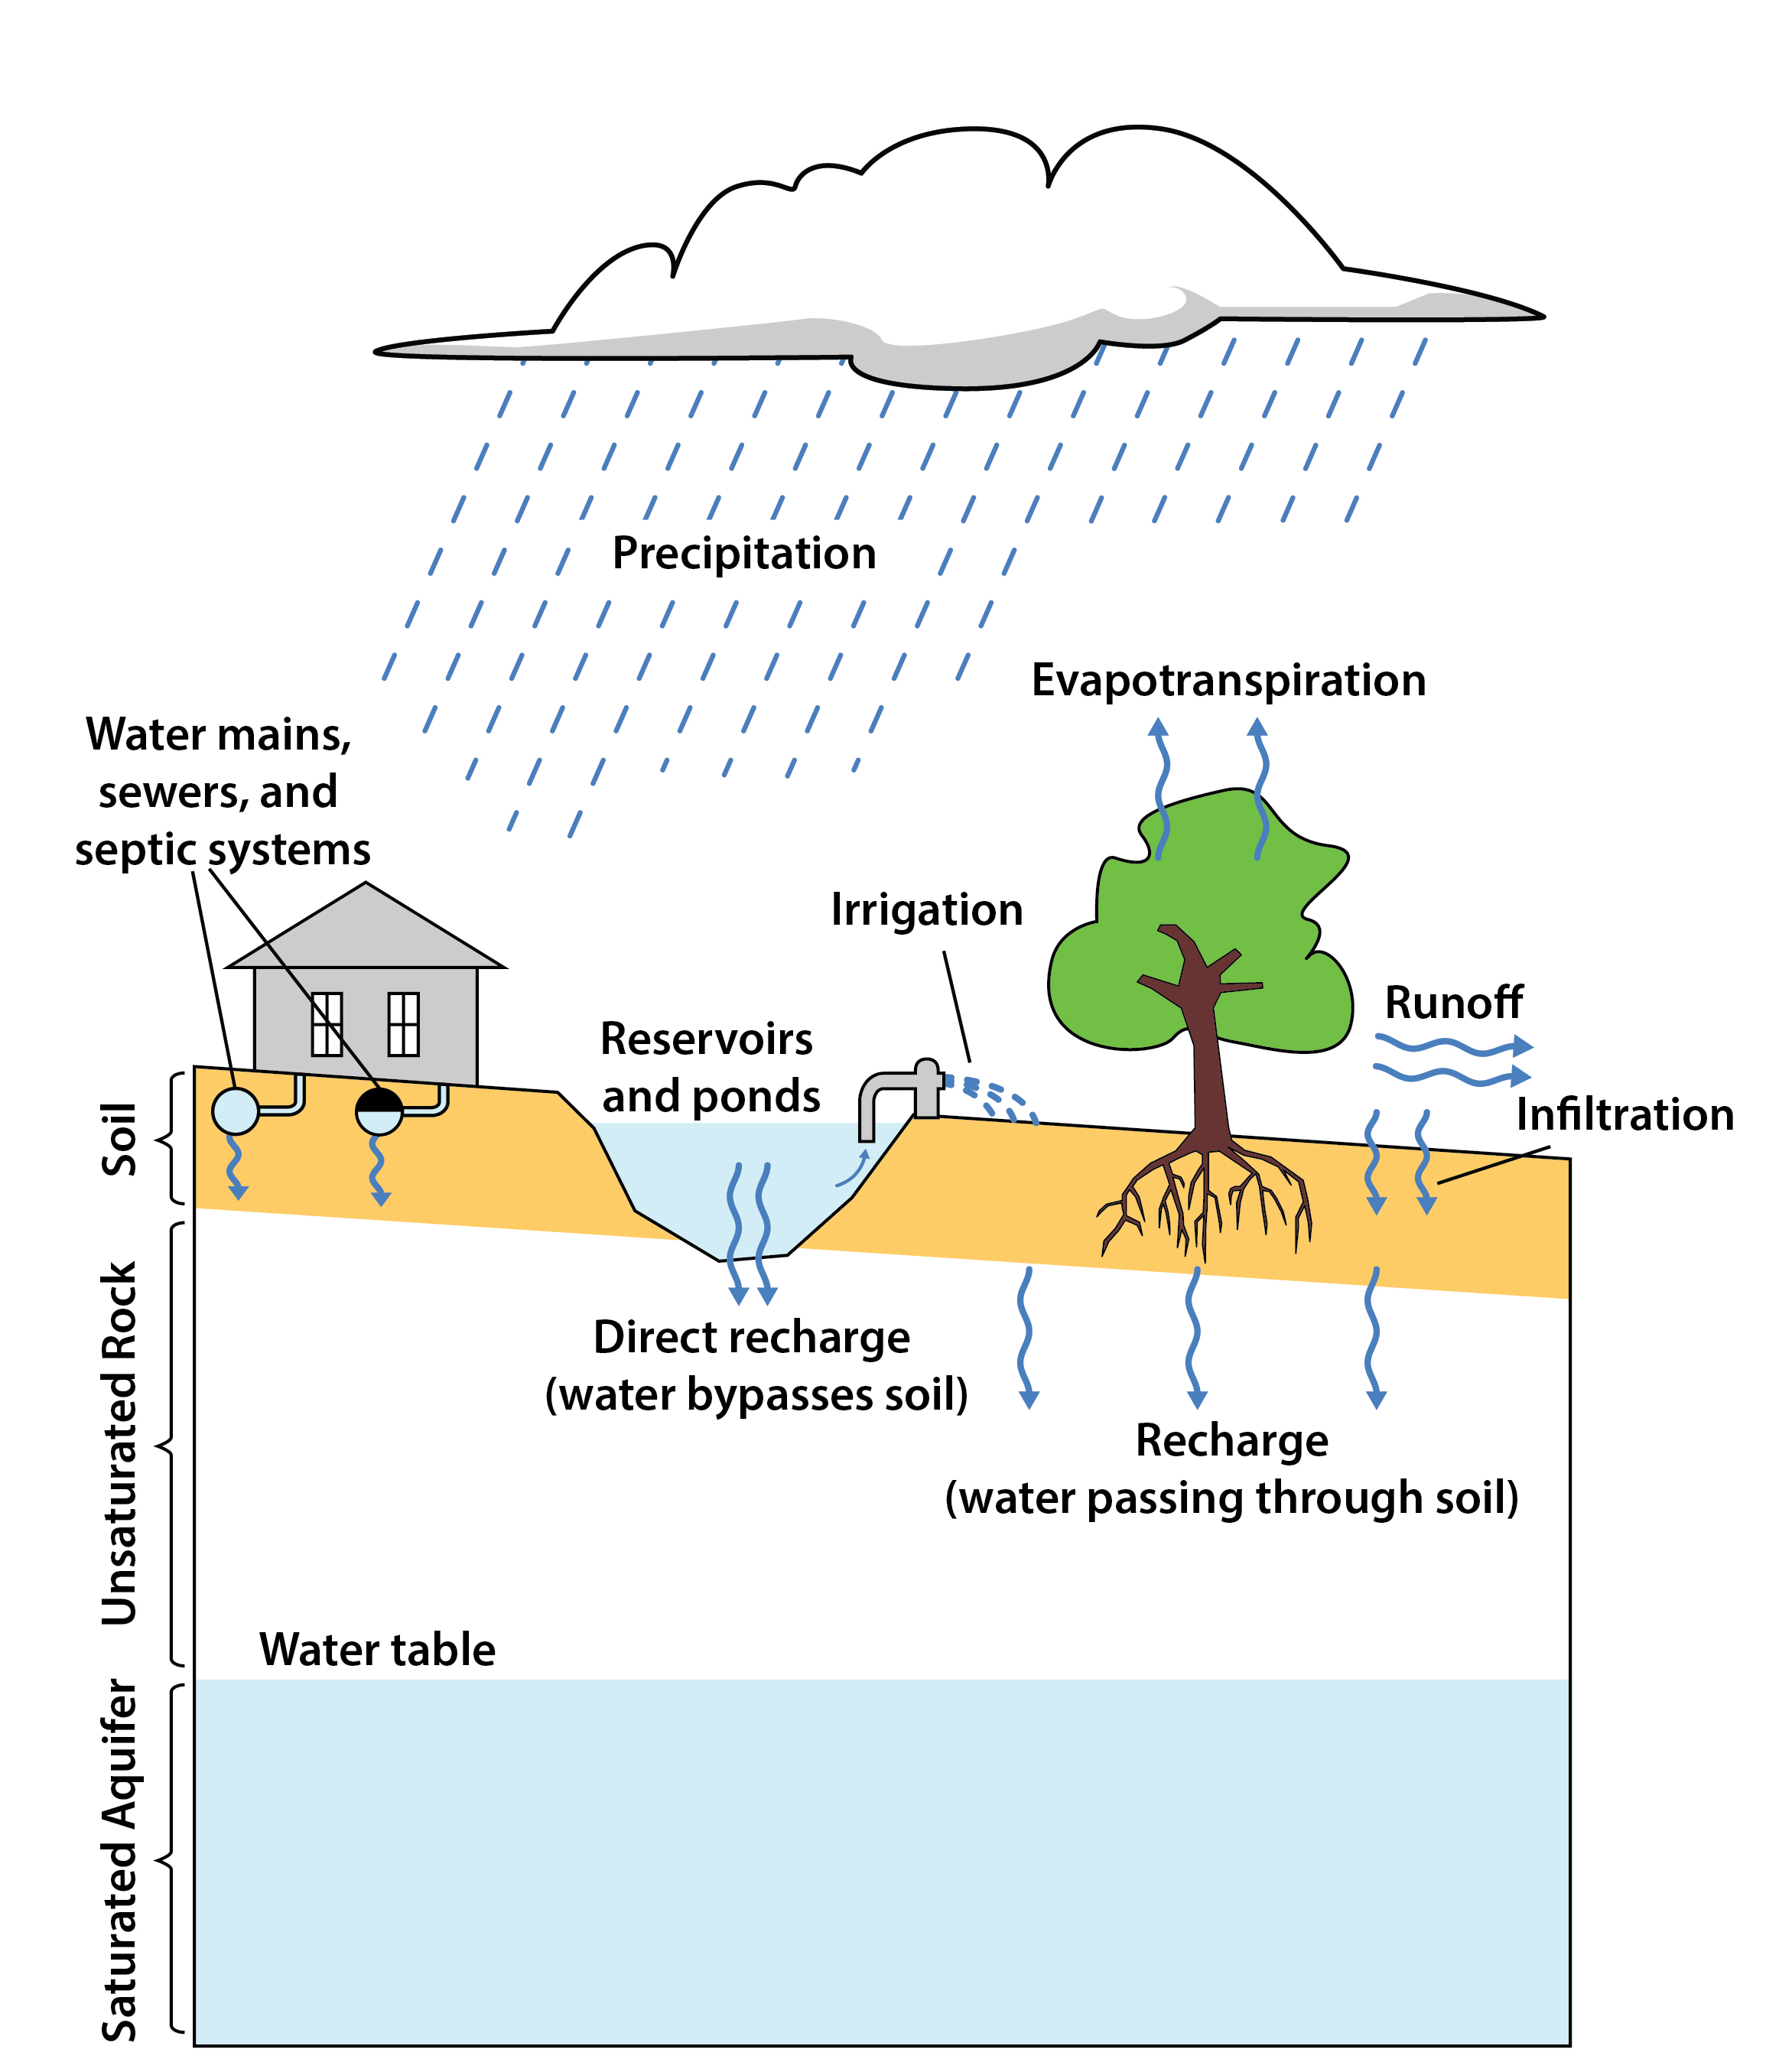 Precipitation
Evapotranspiration
Water mains,
sewers, and
septic systems
Irrigation
Runoff
Reservoirs
and ponds
Infiltration
Soil
Direct recharge
(water bypasses soil)
Unsaturated Rock
Recharge
(water passing through soil)
Water table
Saturated Aquifer